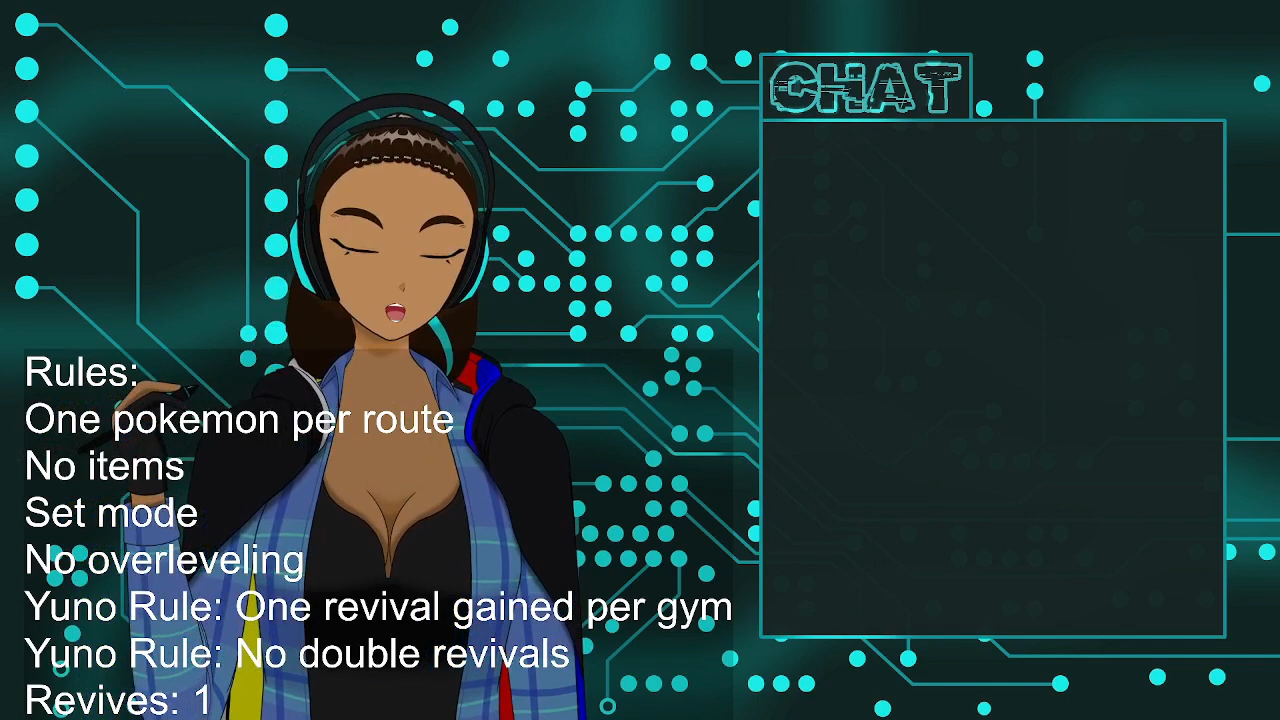 CHAT
Rules:
One pokemon per route
No items
Set mode
No overleveling
Yuno Rule: One revival gained per gym
Yuno Rule: No double revivals
Revives: 1